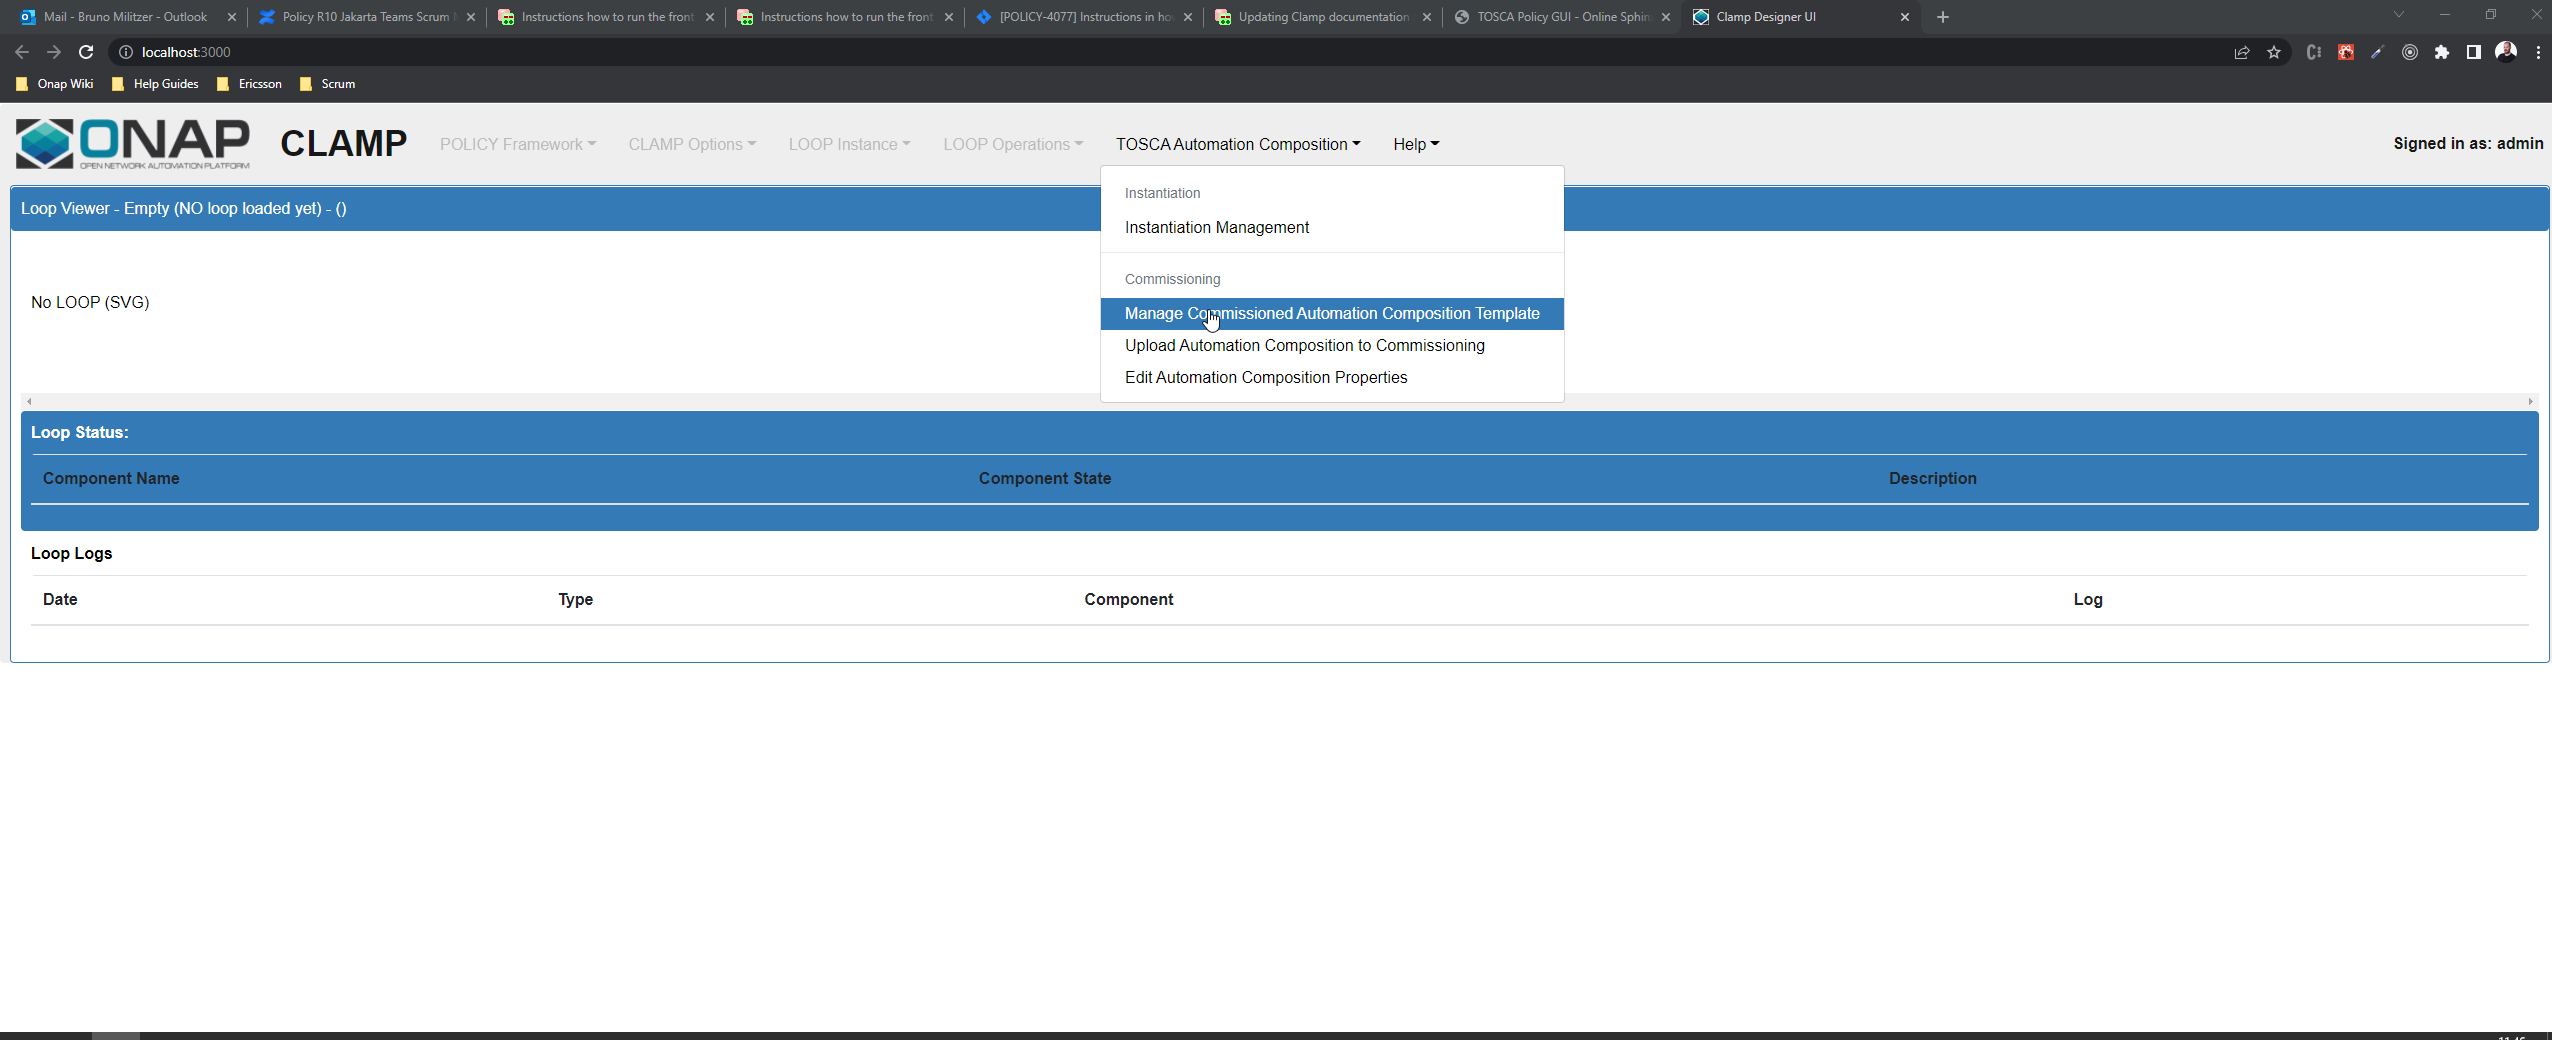 Mail - Bruno Militzer - Outlook
Policy R10 Jakarta Teams Scrum
Instructions how to run the front
Instructions how to run the front
[POLICY-4077] Instructions in ho
Updating Clamp documentation
TOSCA Policy GUI - Online Sphin
Clamp Designer UI
localhost:3000
Onap Wiki
Help Guides
Ericsson
Scrum
ONAP
OPEN NETWORK AUTOMATION PLATFORM
CLAMP
POLICY Framework
CLAMP Options
LOOP Instance
LOOP Operations
TOSCA Automation Composition
Help
Signed in as: admin
Instantiation
Instantiation Management
Commissioning
Manage Commissioned Automation Composition Template
Upload Automation Composition to Commissioning
Edit Automation Composition Properties
Loop Viewer - Empty (NO loop loaded yet) - ()
No LOOP (SVG)
Loop Status:
Component Name
Component State
Description
Loop Logs
Date
Type
Component
Log